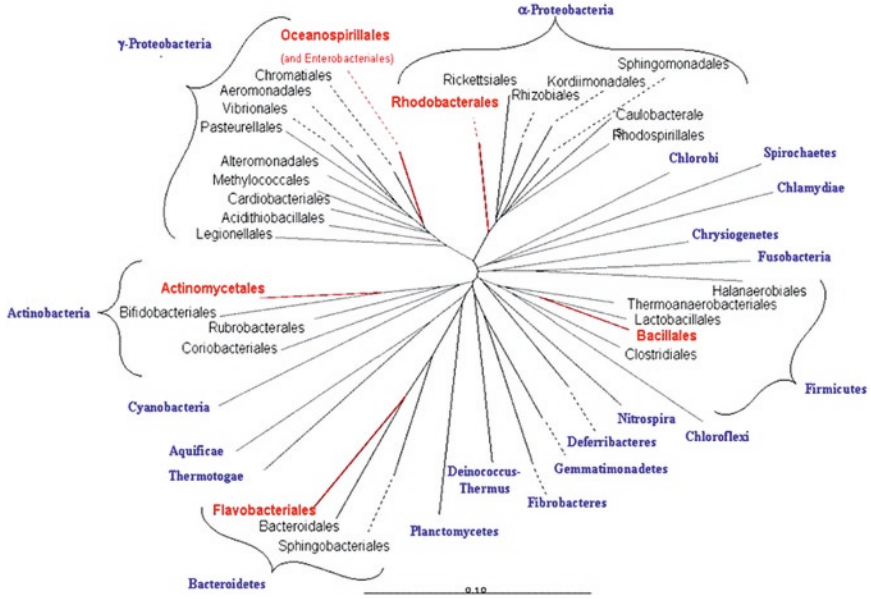 α-Proteobacteria
γ-Proteobacteria
Oceanospirillales
(and Enterobacteriales)
Chromatiales
Aeromonadales
Vibrionales
Pasteurellales
Alteromonadales
Methylococcales
Cardiobacteriales
Acidithiobacillales
Legionellales
Rhodobacterales
Rickettsiales
Rhizobiales
Kordiimonadales
Sphingomonadales
Caulobacterale
s
Rhodospirillales
Chlorobi
Spirochaetes
Chlamydiae
Chrysiogenetes
Fusobacteria
Halanaerobiales
Thermoanaerobacteriales
Lactobacillales
Bacillales
Clostridiales
Firmicutes
Actinobacteria
Actinomycetales
Bifidobacteriales
Rubrobacterales
Coriobacteriales
Cyanobacteria
Aquificae
Thermotogae
Flavobacteriales
Bacteroidales
Sphingobacteriales
Bacteroidetes
Planctomycetes
Deinococcus-
Thermus
Fibrobacteres
Gemmatimonadetes
Deferribacteres
Nitrospira
Chloroflexi
0.10